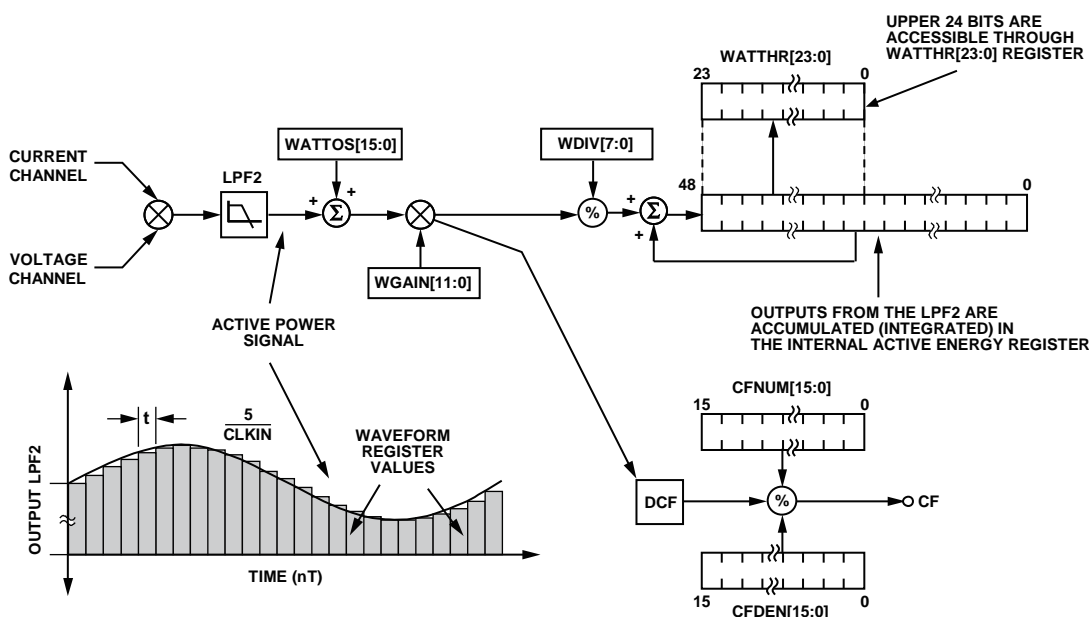 UPPER 24 BITS ARE
ACCESSIBLE THROUGH
WATTHR[23:0] REGISTER
WATTHR[23:0]
23
0
WATTOS[15:0]
WDIV[7:0]
CURRENT
CHANNEL
LPF2
+
+
48
0
Σ
%
+
Σ
+
VOLTAGE
CHANNEL
WGAIN[11:0]
ACTIVE POWER
SIGNAL
OUTPUTS FROM THE LPF2 ARE
ACCUMULATED (INTEGRATED) IN
THE INTERNAL ACTIVE ENERGY REGISTER
CFNUM[15:0]
15
0
t
5
CLKIN
WAVEFORM
REGISTER
VALUES
OUTPUT LPF2
DCF
%
CF
TIME (nT)
15
0
CFDEN[15:0]